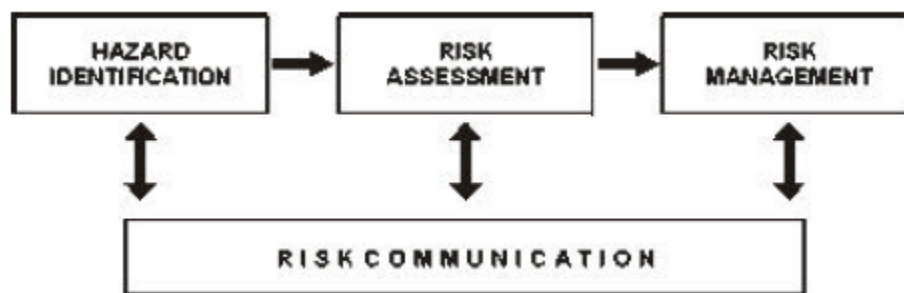 HAZARD
IDENTIFICATION
RISK
ASSESSMENT
RISK
MANAGEMENT
RISK COMMUNICATION